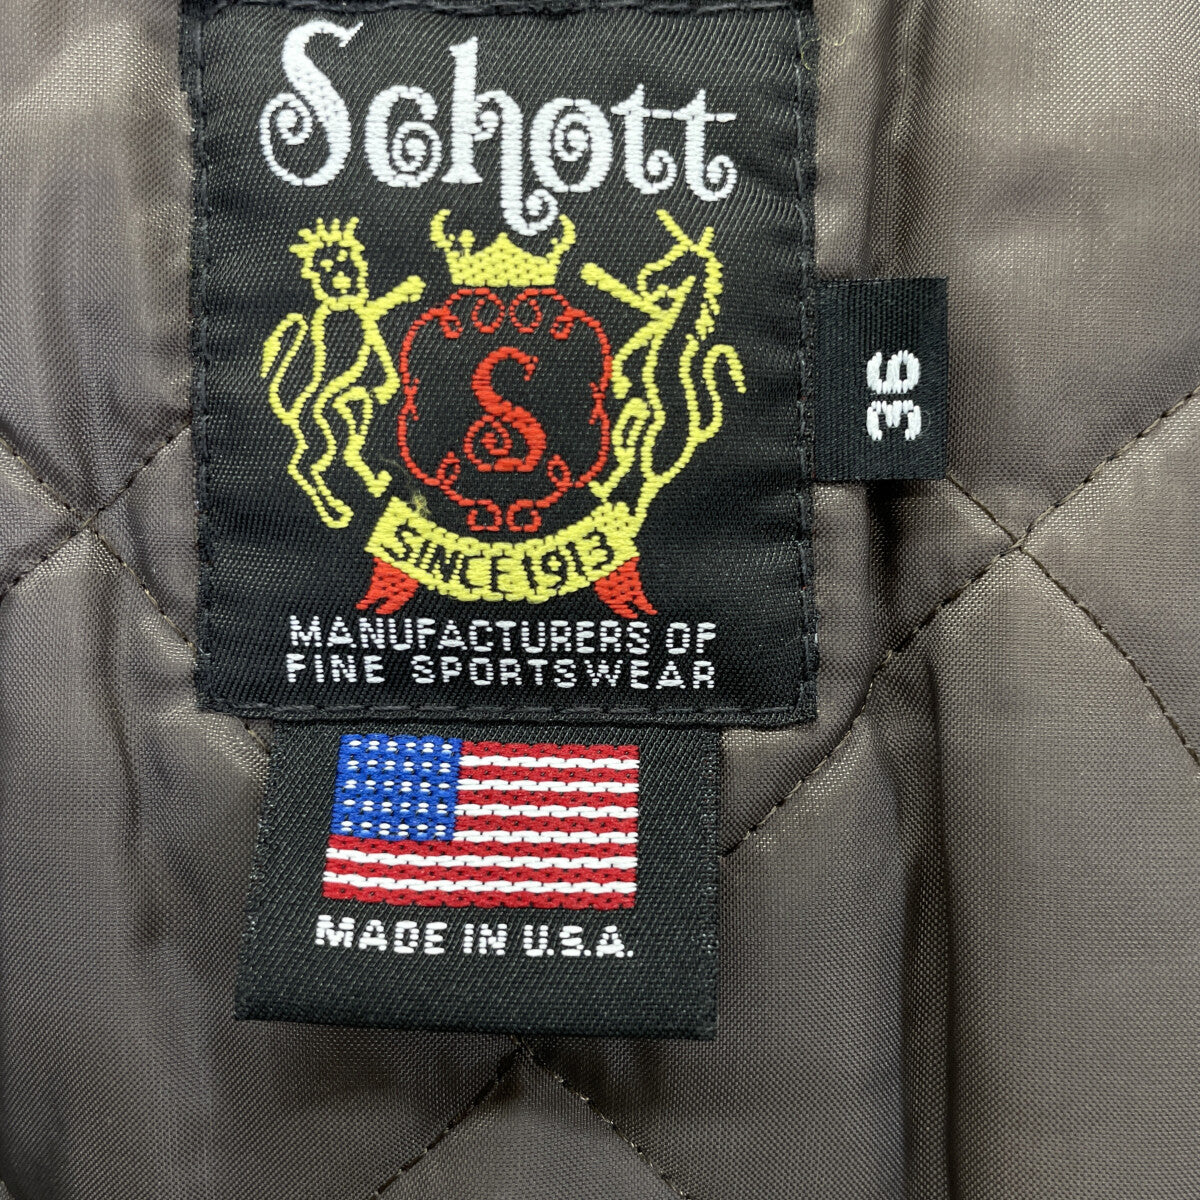 Schott
S
SINCE 1913
MANUFACTURERS OF
FINE SPORTSWEAR
36
MADE IN U.S.A.